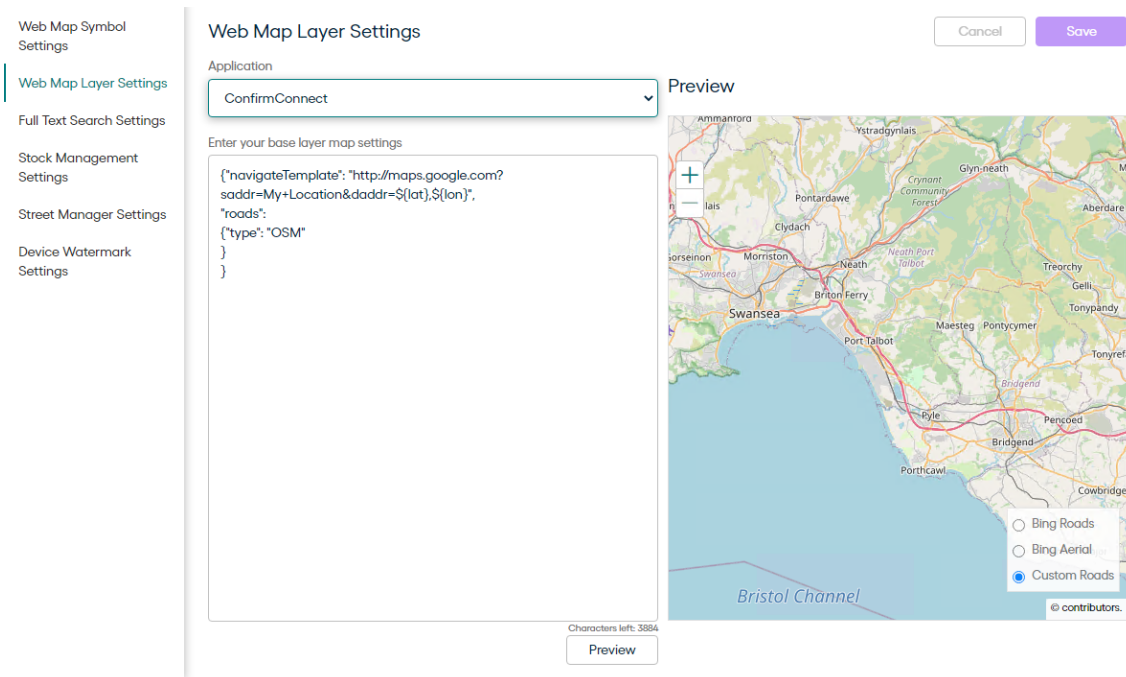 Web Map Symbol
Settings
Web Map Layer Settings
Full Text Search Settings
Stock Management
Settings
Street Manager Settings
Device Watermark
Settings
Web Map Layer Settings
Cancel
Save
Application
ConfirmConnect
Enter your base layer map settings
{"navigateTemplate": "http://maps.google.com?
saddr=My+Location&daddr=${lat},${lon}",
"roads":
{"type": "OSM"
}
}
Characters left: 3884
Preview
Preview
Ammanford
Ystradgynlais
Glyn-neath
Crynant
Community
Forest
Pontardawe
Aberdare
Clydach
Morriston
Neath
Neath Port
Talbot
Treorchy
Swansea
Gelli
Briton Ferry
Tonypandy
Swansea
Maesteg
Pontycymer
Port Talbot
Bridgend
Pyle
Pencoed
Bridgend
Porthcawl
Cowbridge
Bing Roads
Bing Aerial
Custom Roads
Bristol Channel
© contributors.